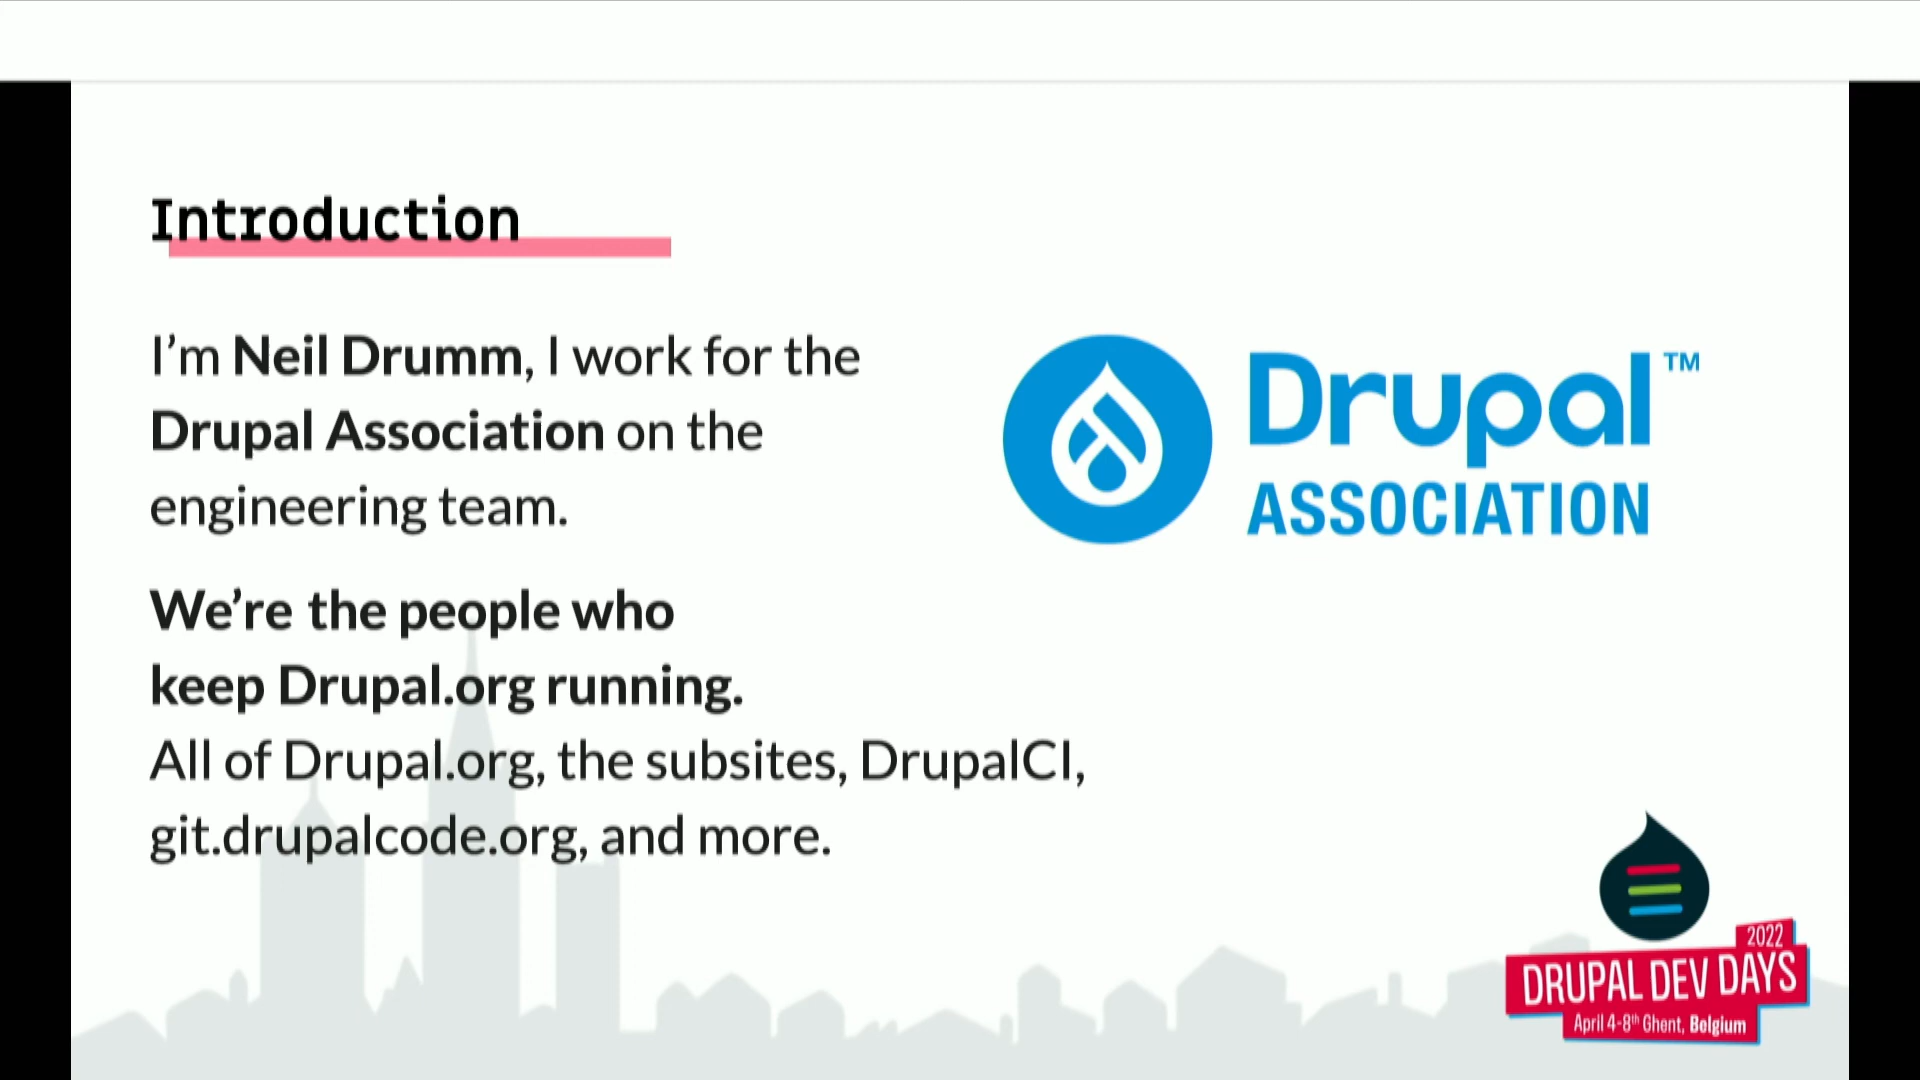 Introduction
I’m Neil Drumm, I work for the
Drupal Association on the
engineering team.
We’re the people who
keep Drupal.org running.
All of Drupal.org, the subsites, DrupalCI,
git.drupalcode.org, and more.
Drupal™
ASSOCIATION
2022
DRUPAL DEV DAYS
April 4-8th Ghent, Belgium